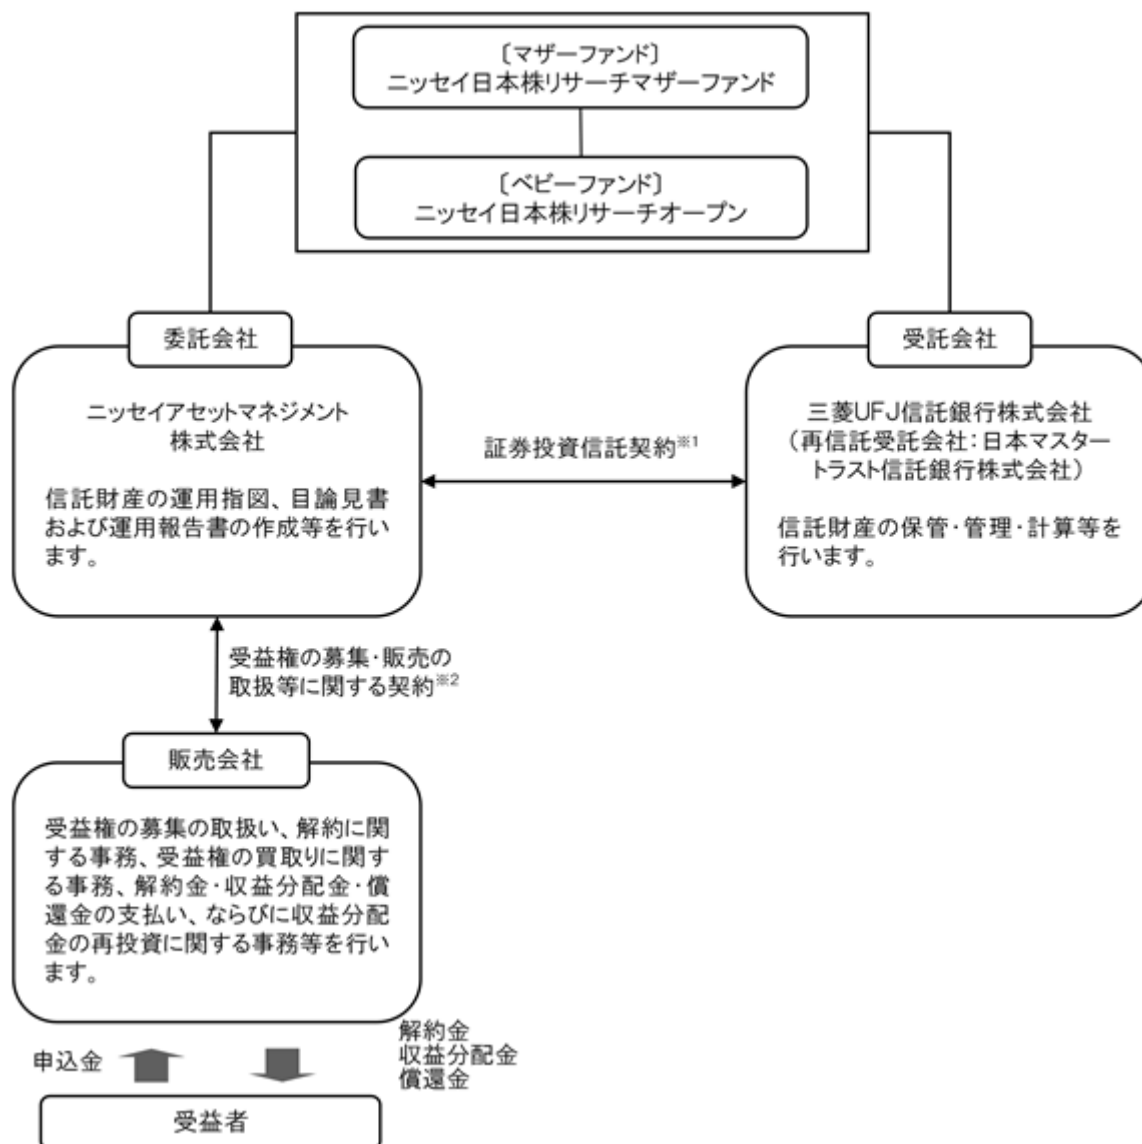 〔マザーファンド〕
ニッセイ日本株リサーチマザーファンド
〔ベビーファンド〕
ニッセイ日本株リサーチオープン
委託会社
ニッセイアセットマネジメント
株式会社
信託財産の運用指図、目論見書
および運用報告書の作成等を行い
ます。
証券投資信託契約※1
受託会社
三菱UFJ信託銀行株式会社
（再信託受託会社：日本マスター
トラスト信託銀行株式会社）
信託財産の保管・管理・計算等を
行います。
受益権の募集・販売の
取扱等に関する契約※2
販売会社
受益権の募集の取扱い、解約に関
する事務、受益権の買取りに関す
る事務、解約金・収益分配金・償
還金の支払い、ならびに収益分配
金の再投資に関する事務等を行い
ます。
申込金
解約金
収益分配金
償還金
受益者